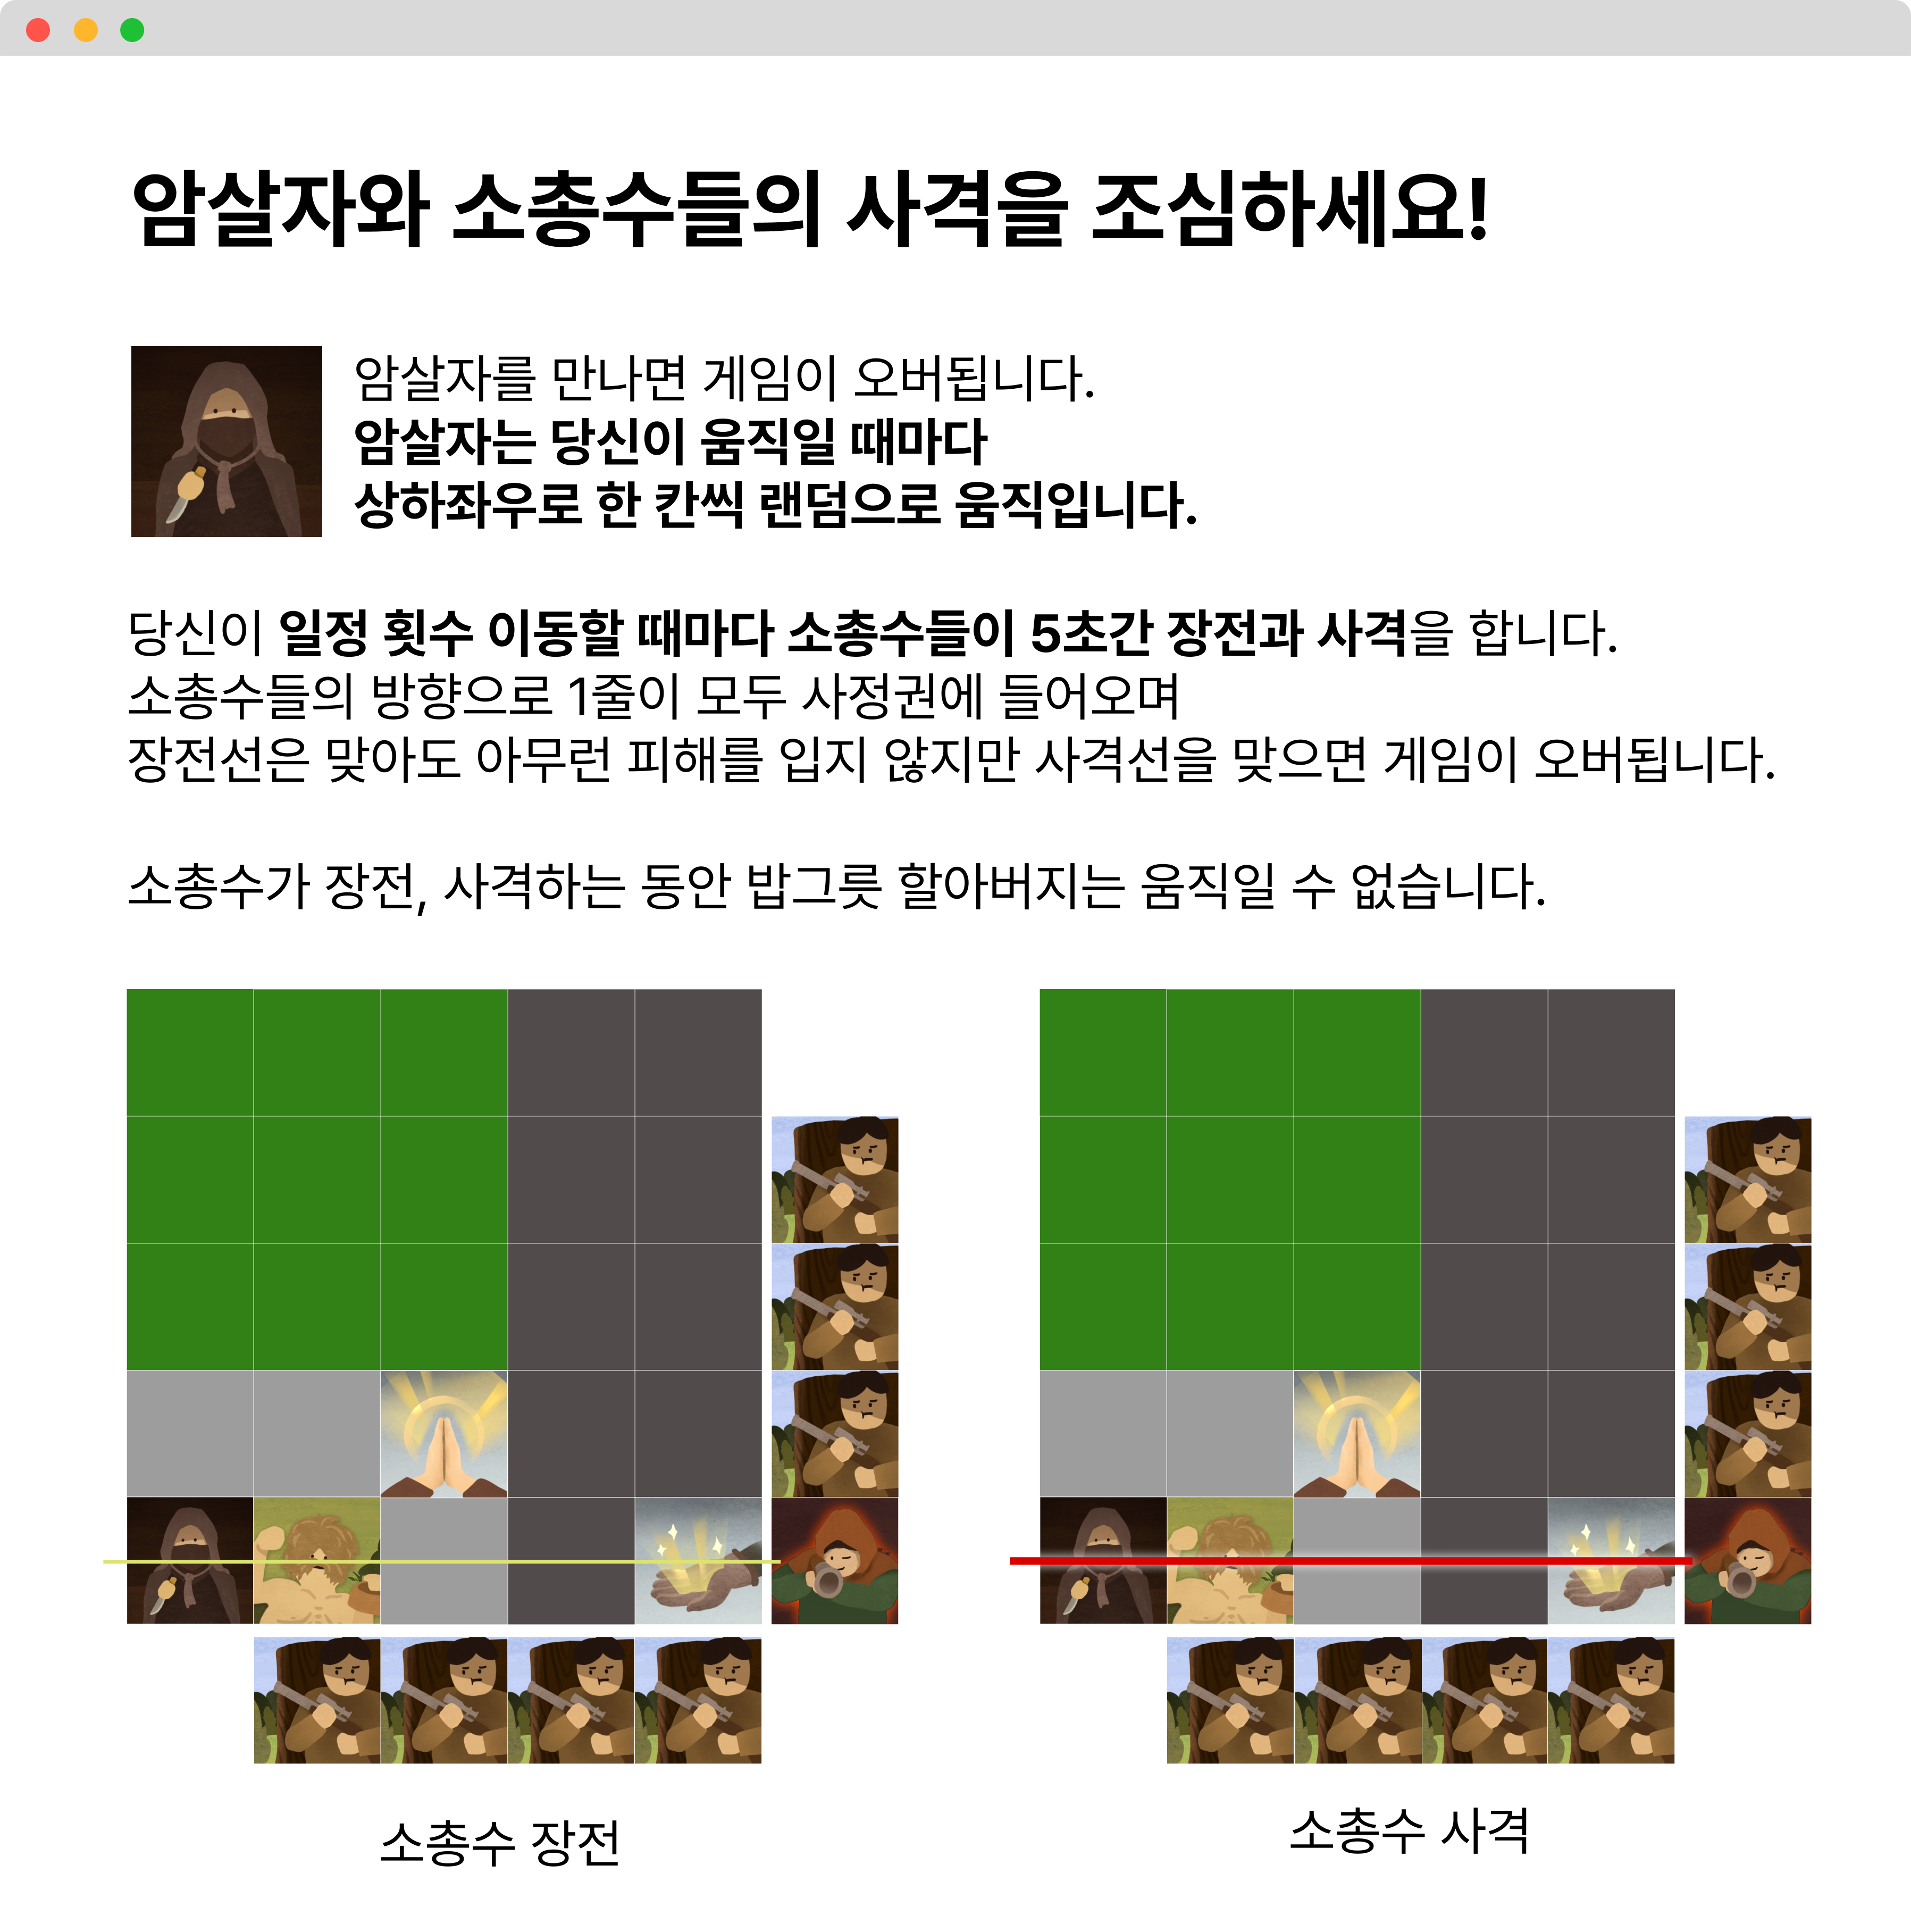 암살자와 소총수들의 사격을 조심하세요!
암살자를 만나면 게임이 오버됩니다.
암살자는 당신이 움직일 때마다
상하좌우로 한 칸씩 랜덤으로 움직입니다.
당신이 일정 횟수 이동할 때마다 소총수들이 5초간 장전과 사격을 합니다.
소총수들의 방향으로 1줄이 모두 사정권에 들어오며
장전선은 맞아도 아무런 피해를 입지 않지만 사격선을 맞으면 게임이 오버됩니다.
소총수가 장전, 사격하는 동안 밥그릇 할아버지는 움직일 수 없습니다.
소총수 장전
소총수 사격